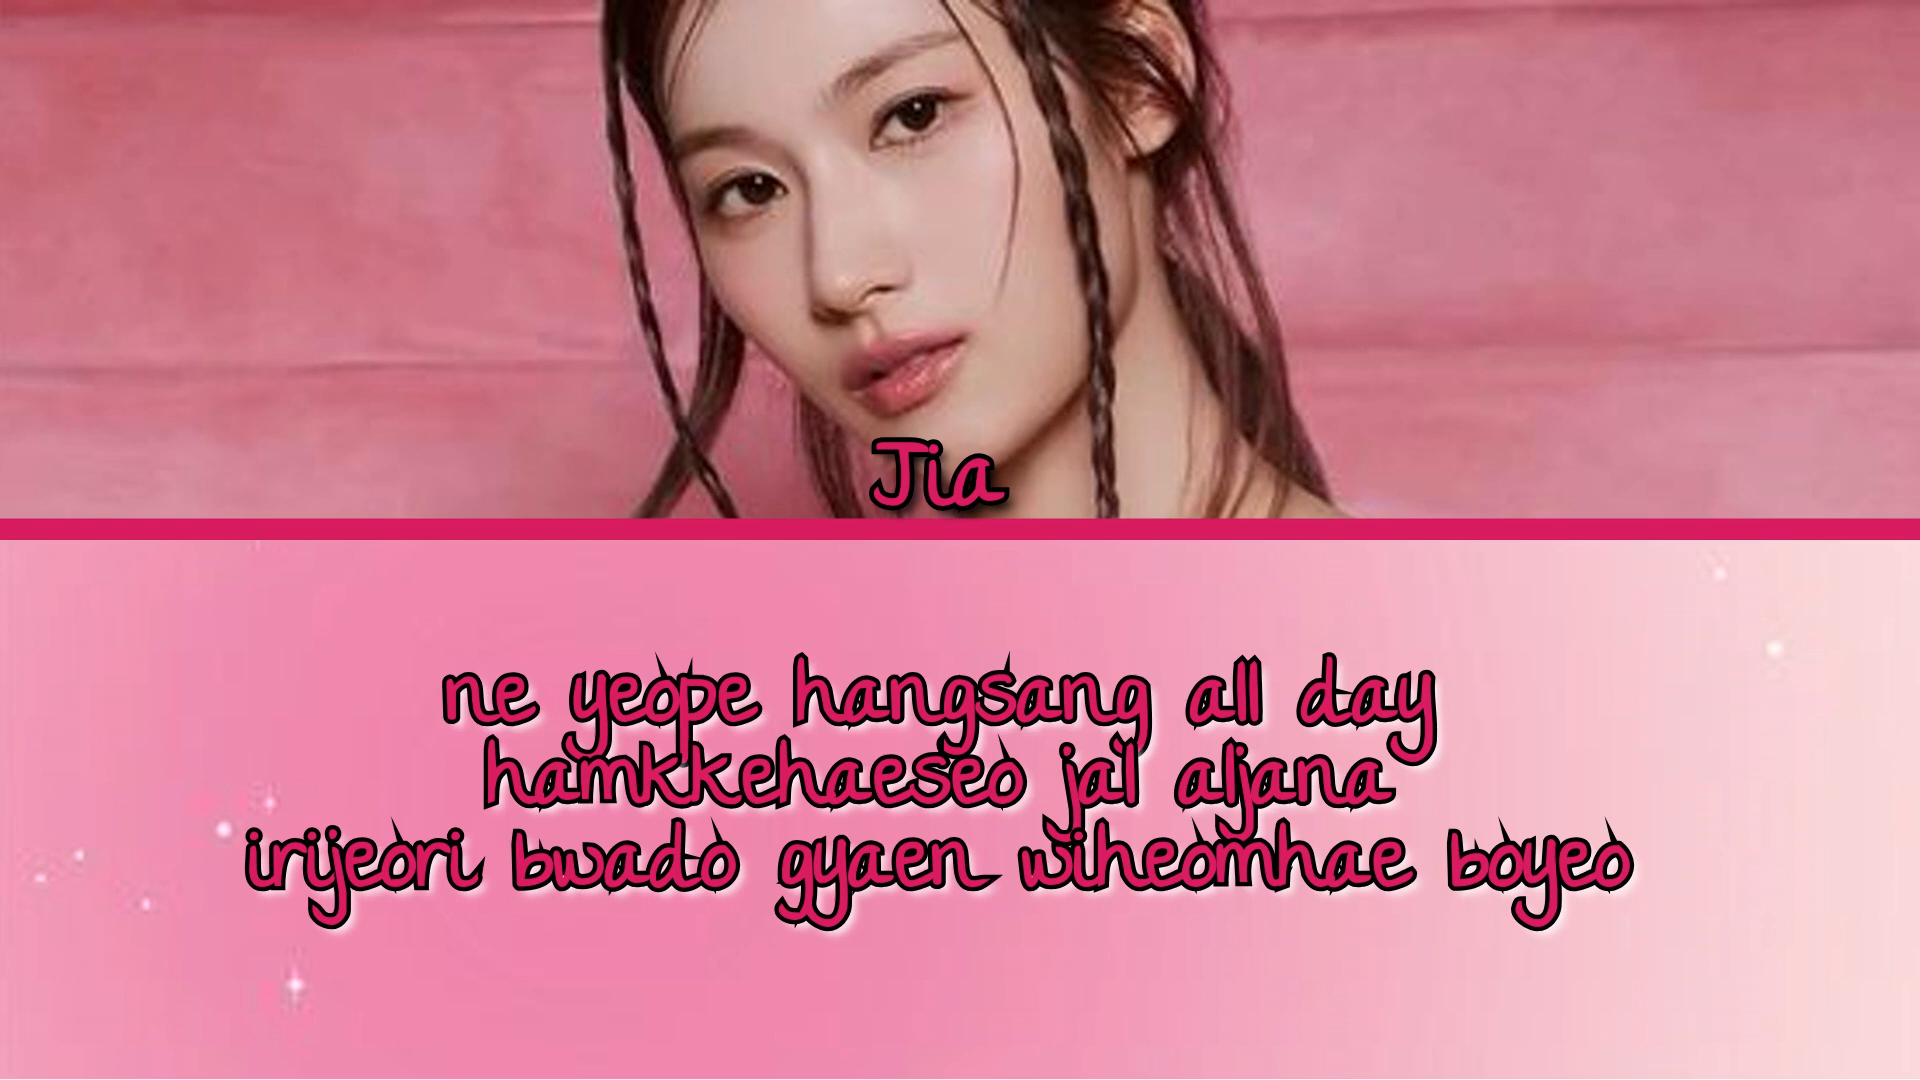 Jia
ne yeope hangsang all day
hamkkehaeseo jal aljana
irijeori bwado gyaen wiheomhae boyeo